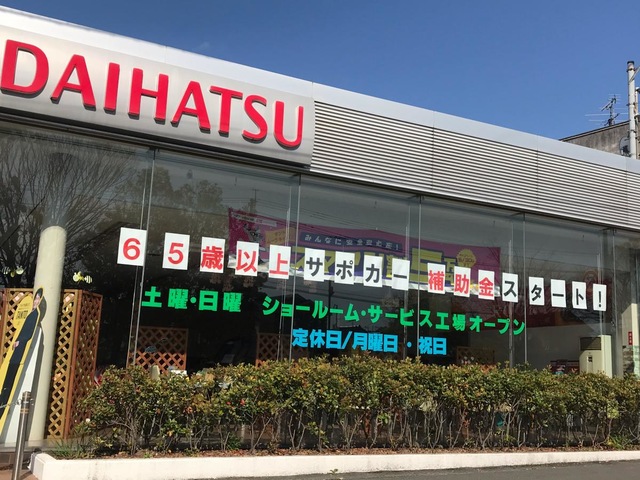 DAIHATSU
65歳以上サポカー補助金スタート!
土曜・日曜 ショールーム・サービス工場オープン
定休日/月曜日・祝日